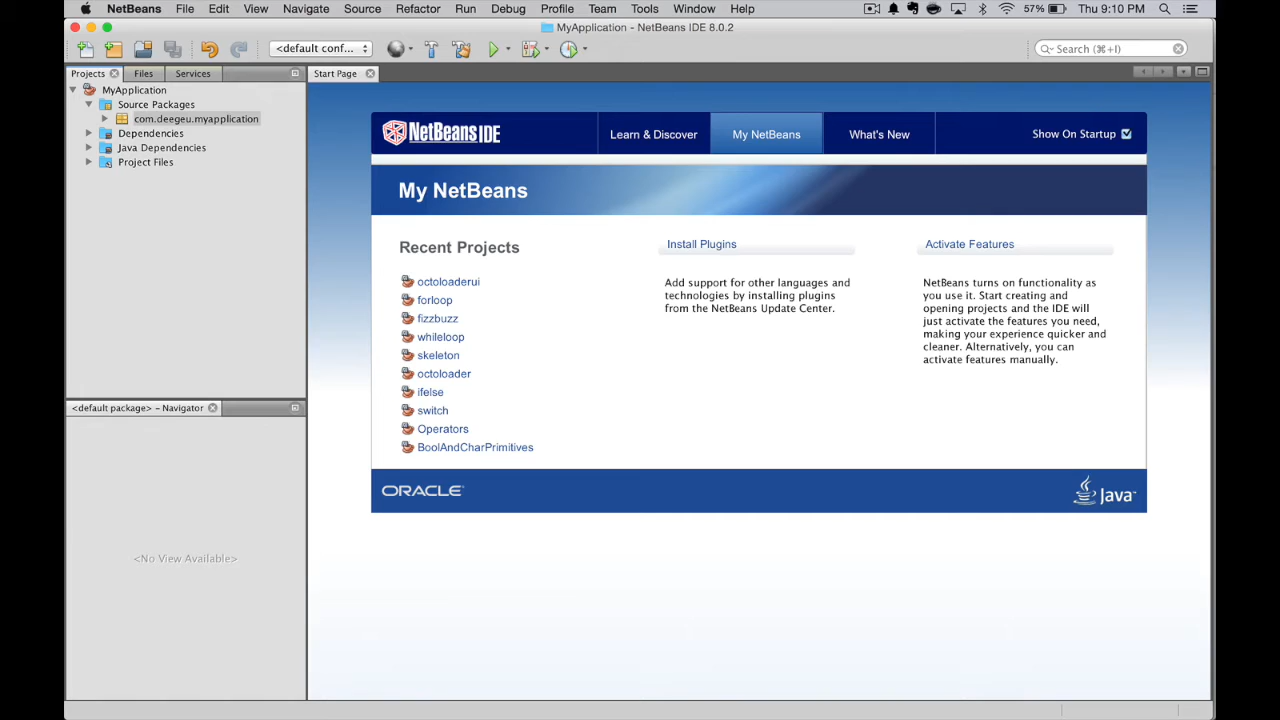 NetBeans File Edit View Navigate Source Refactor Run Debug Profile Team Tools Window Help 57% Thu 9:10 PM
MyApplication - NetBeans IDE 8.0.2
<default conf... Search (⌘+I)
Projects Files Services Start Page
MyApplication
Source Packages
com.deegeu.myapplication
Dependencies
Java Dependencies
Project Files
<default package> - Navigator
<No View Available>
NetBeans IDE Learn & Discover My NetBeans What's New Show On Startup
My NetBeans
Recent Projects
octoloaderui
forloop
fizzbuzz
whileloop
skeleton
octoloader
ifelse
switch
Operators
BoolAndCharPrimitives
Install Plugins
Add support for other languages and
technologies by installing plugins
from the NetBeans Update Center.
Activate Features
NetBeans turns on functionality as
you use it. Start creating and
opening projects and the IDE will
just activate the features you need,
making your experience quicker and
cleaner. Alternatively, you can
activate features manually.
ORACLE Java